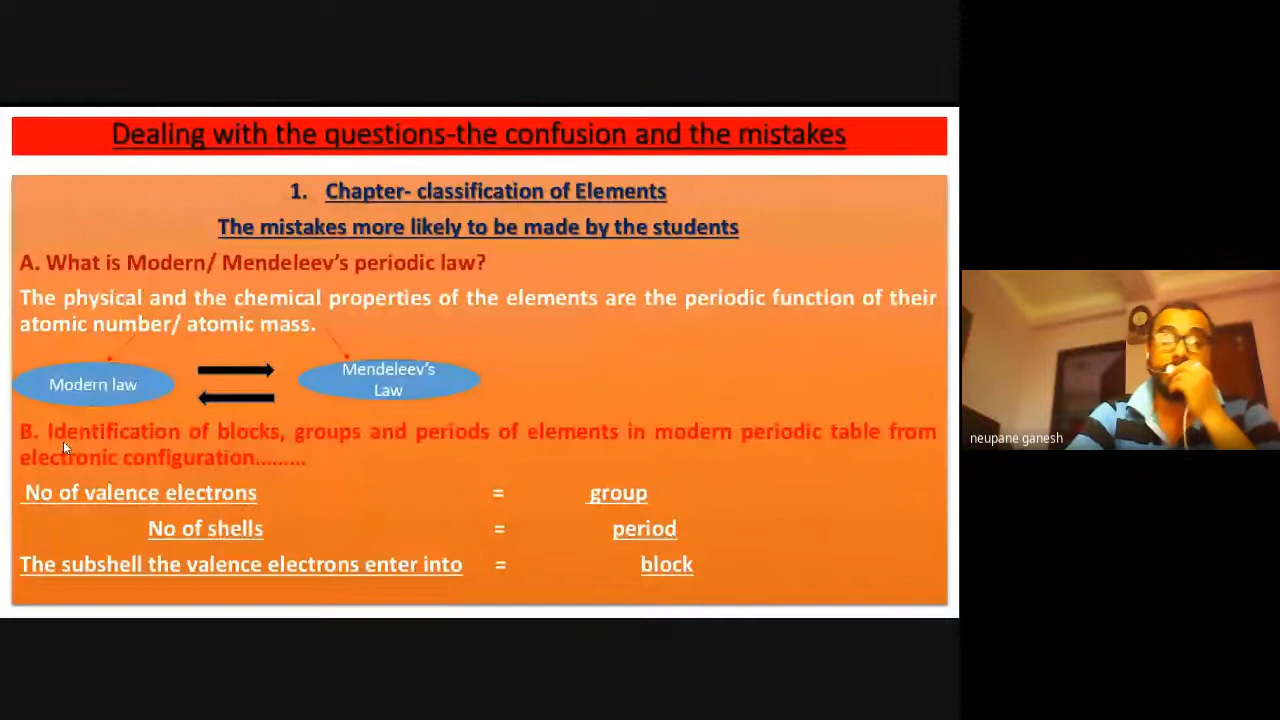 Dealing with the questions-the confusion and the mistakes
1. Chapter- classification of Elements
The mistakes more likely to be made by the students
A. What is Modern/ Mendeleev's periodic law?
The physical and the chemical properties of the elements are the periodic function of their
atomic number/ atomic mass.
Modern law
Mendeleev's
Law
B. Identification of blocks, groups and periods of elements in modern periodic table from
electronic configuration.........
No of valence electrons = group
No of shells = period
The subshell the valence electrons enter into = block
neupane ganesh